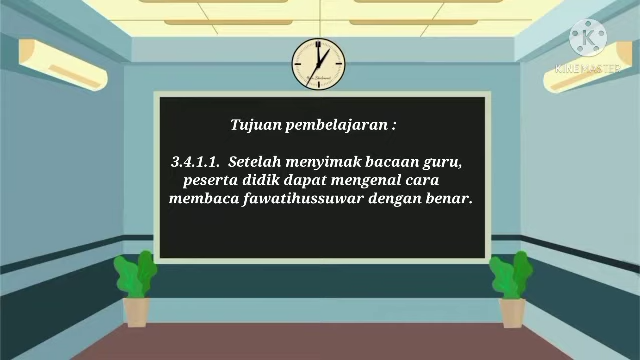 KINEMASTER
Tujuan pembelajaran :
3.4.1.1. Setelah menyimak bacaan guru,
peserta didik dapat mengenal cara
membaca fawatihussuwar dengan benar.